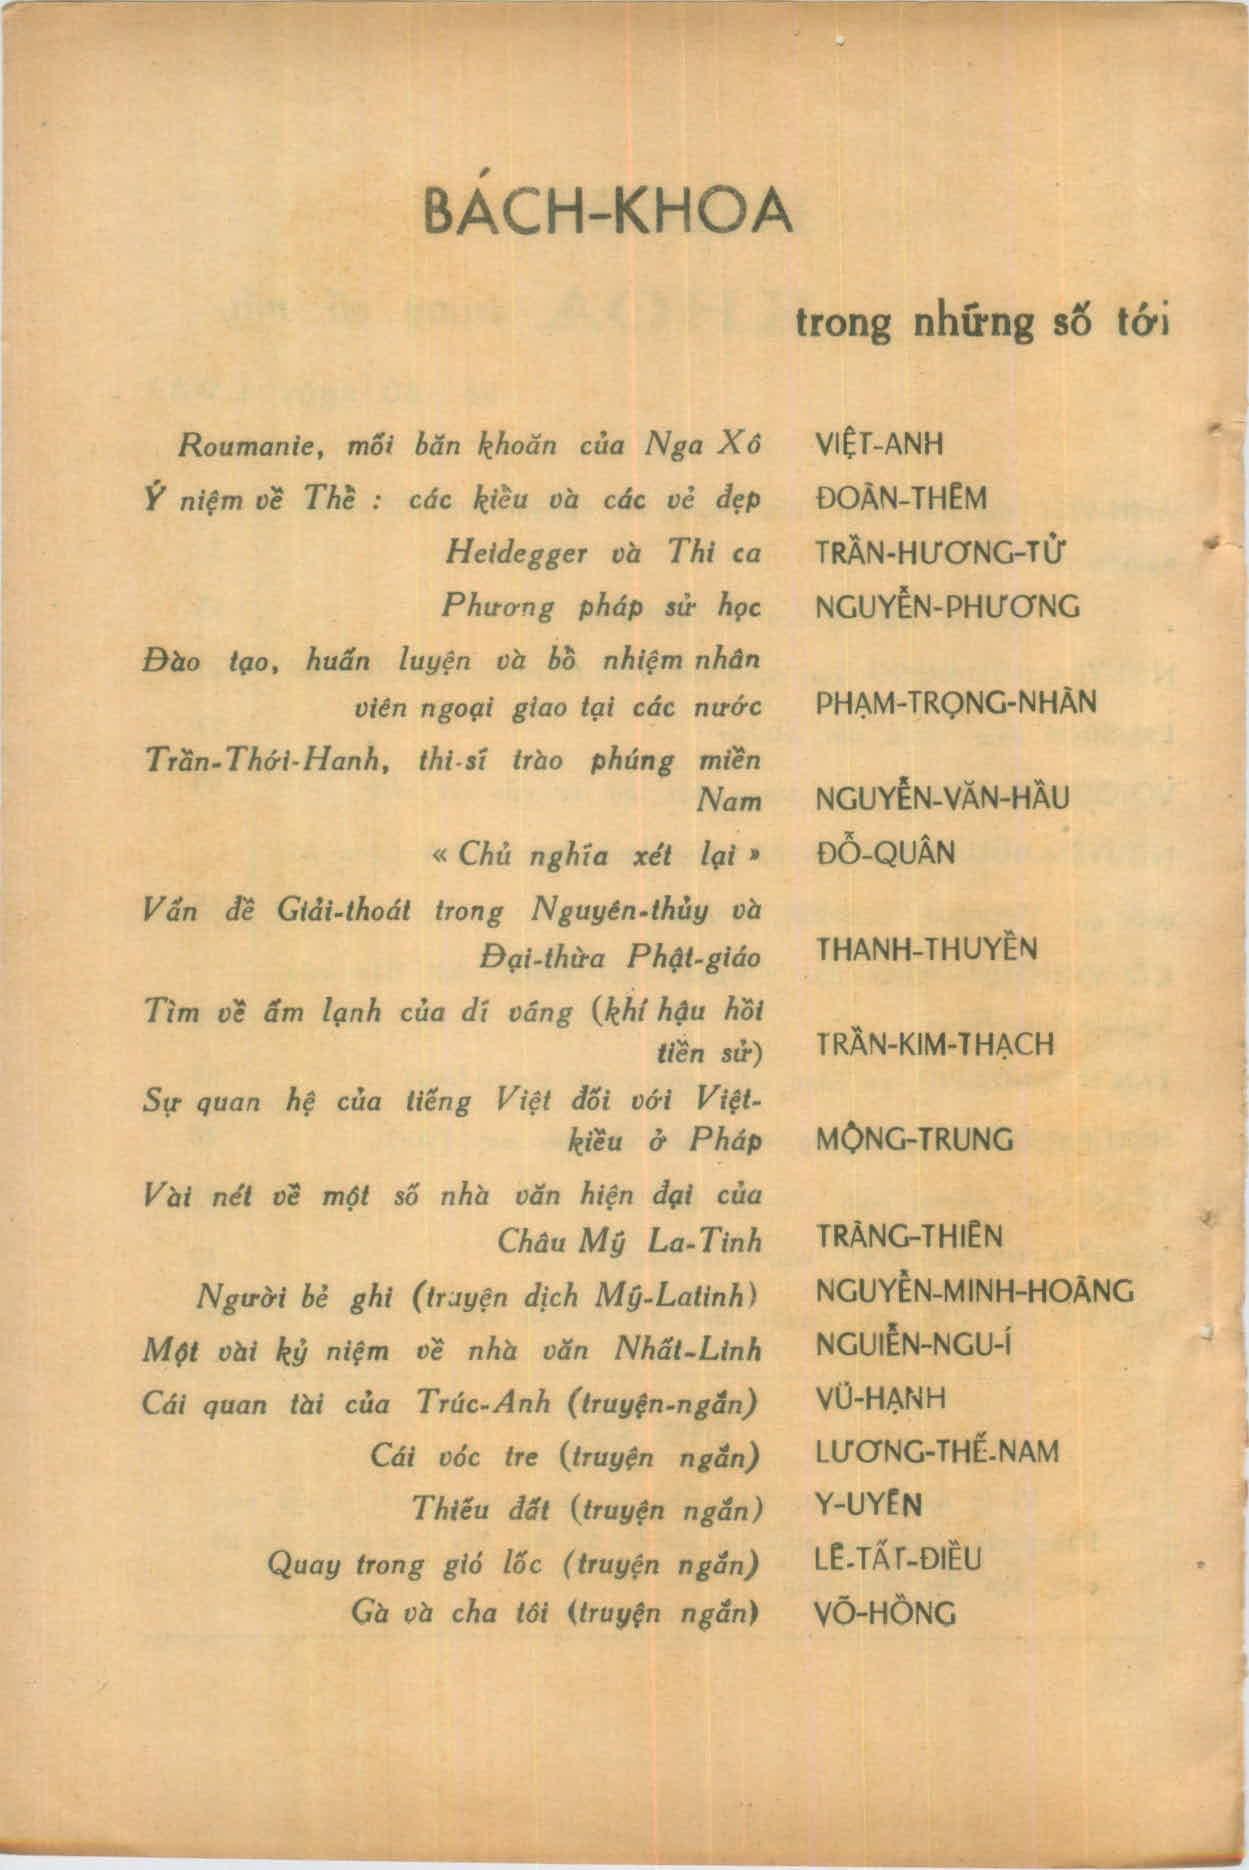 BÁCH-KHOA
trong những số tới
Roumanie, mối băn khoăn của Nga Xô VIỆT-ANH
Ý niệm về Thể : các kiểu và các vẻ đẹp ĐOÀN-THÊM
Heidegger và Thi ca TRẦN-HƯƠNG-TỬ
Phương pháp sử học NGUYỄN-PHƯƠNG
Đào tạo, huấn luyện và bổ nhiệm nhân
viên ngoại giao tại các nước PHẠM-TRỌNG-NHÂN
Trần-Thới-Hanh, thi-sĩ trào phúng miền
Nam NGUYỄN-VĂN-HẦU
« Chủ nghĩa xét lại » ĐỖ-QUÂN
Vấn đề Giải-thoát trong Nguyên-thủy và
Đại-thừa Phật-giáo THANH-THUYỀN
Tìm về ấm lạnh của dĩ vãng (khí hậu hồi
tiền sử) TRẦN-KIM-THẠCH
Sự quan hệ của tiếng Việt đối với Việt-
kiều ở Pháp MỘNG-TRUNG
Vài nét về một số nhà văn hiện đại của
Châu Mỹ La-Tinh TRÀNG-THIÊN
Người bẻ ghi (truyện dịch Mỹ-Latinh) NGUYỄN-MINH-HOÀNG
Một vài kỷ niệm về nhà văn Nhất-Linh NGUIỄN-NGU-Í
Cái quan tài của Trúc-Anh (truyện-ngắn) VŨ-HẠNH
Cái vóc tre (truyện ngắn) LƯƠNG-THẾ-NAM
Thiếu đất (truyện ngắn) Y-UYÊN
Quay trong gió lốc (truyện ngắn) LÊ-TẤT-ĐIỀU
Gà và cha tôi (truyện ngắn) VÕ-HỒNG